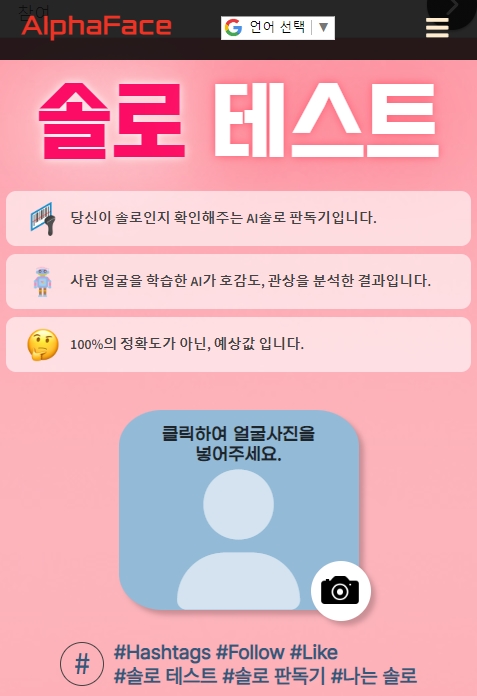 참여
AlphaFace
언어 선택 ▼
솔로 테스트
당신이 솔로인지 확인해주는 AI솔로 판독기입니다.
사람 얼굴을 학습한 AI가 호감도, 관상을 분석한 결과입니다.
100%의 정확도가 아닌, 예상값 입니다.
클릭하여 얼굴사진을
넣어주세요.
# #Hashtags #Follow #Like
#솔로 테스트 #솔로 판독기 #나는 솔로